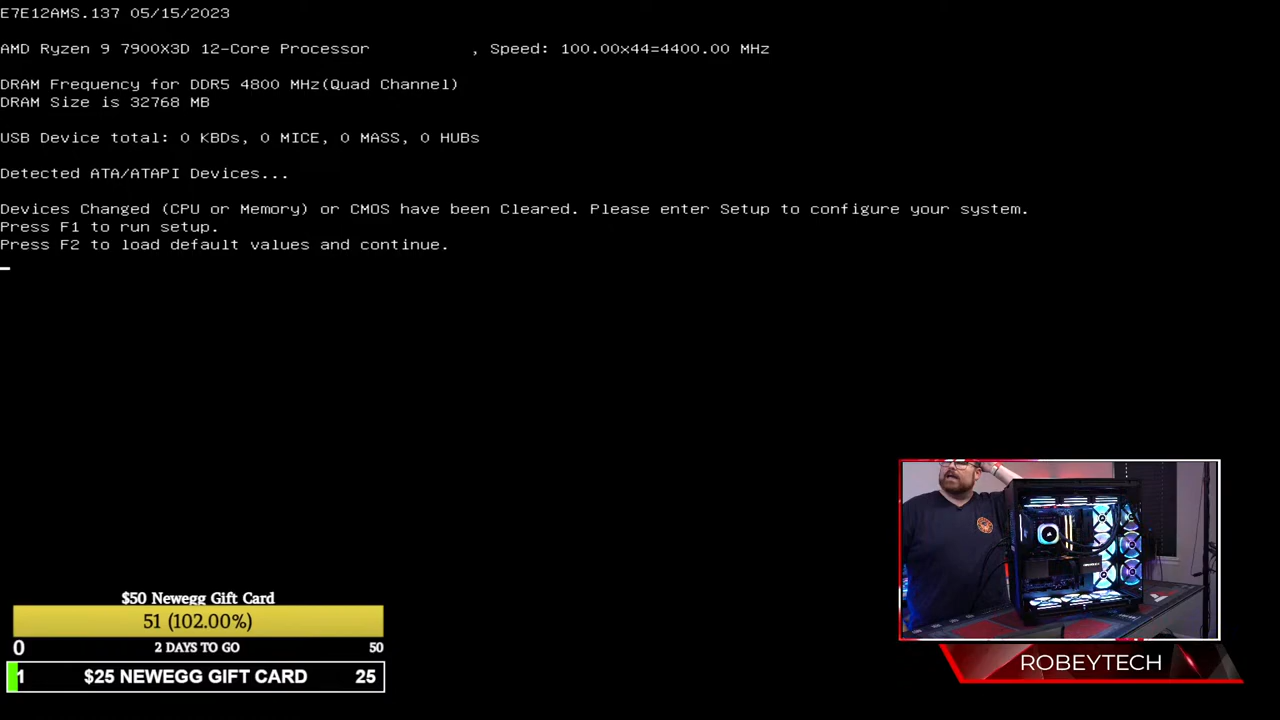 E7E12AMS.137 05/15/2023
AMD Ryzen 9 7900X3D 12-Core Processor , Speed: 100.00x44=4400.00 MHz
DRAM Frequency for DDR5 4800 MHz(Quad Channel)
DRAM Size is 32768 MB
USB Device total: 0 KBDs, 0 MICE, 0 MASS, 0 HUBs
Detected ATA/ATAPI Devices...
Devices Changed (CPU or Memory) or CMOS have been Cleared. Please enter Setup to configure your system.
Press F1 to run setup.
Press F2 to load default values and continue.
$50 Newegg Gift Card
51 (102.00%)
0 2 DAYS TO GO 50
1 $25 NEWEGG GIFT CARD 25
ROBEYTECH